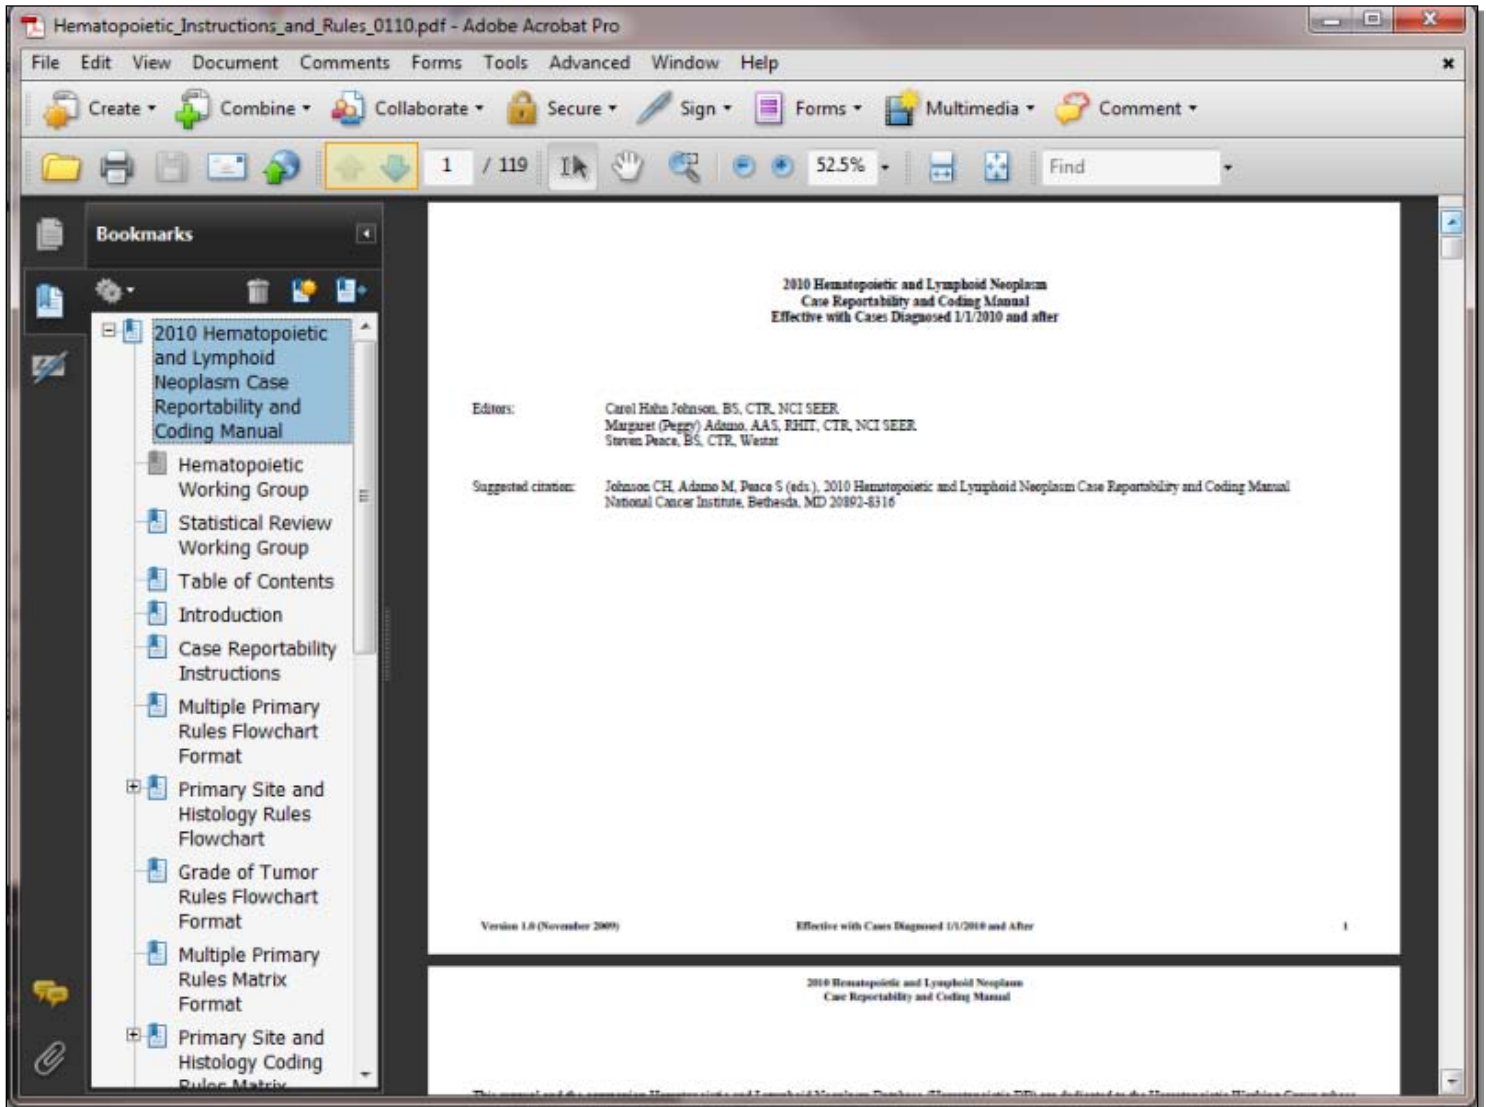 Hematopoietic_Instructions_and_Rules_0110.pdf - Adobe Acrobat Pro
File Edit View Document Comments Forms Tools Advanced Window Help
Create Combine Collaborate Secure Sign Forms Multimedia Comment
1 / 119 52.5% Find
Bookmarks
2010 Hematopoietic
and Lymphoid
Neoplasm Case
Reportability and
Coding Manual
Hematopoietic
Working Group
Statistical Review
Working Group
Table of Contents
Introduction
Case Reportability
Instructions
Multiple Primary
Rules Flowchart
Format
Primary Site and
Histology Rules
Flowchart
Grade of Tumor
Rules Flowchart
Format
Multiple Primary
Rules Matrix
Format
Primary Site and
Histology Coding
Rules Matrix
2010 Hematopoietic and Lymphoid Neoplasm
Case Reportability and Coding Manual
Effective with Cases Diagnosed 1/1/2010 and after
Editors: Carol Hahn Johnson, BS, CTR, NCI SEER
Margaret (Peggy) Adamo, AAS, RHIT, CTR, NCI SEER
Steven Peace, BS, CTR, Westat
Suggested citation: Johnson CH, Adamo M, Peace S (eds.), 2010 Hematopoietic and Lymphoid Neoplasm Case Reportability and Coding Manual
National Cancer Institute, Bethesda, MD 20892-8316
Version 1.0 (November 2009) Effective with Cases Diagnosed 1/1/2010 and After 1
2010 Hematopoietic and Lymphoid Neoplasm
Case Reportability and Coding Manual